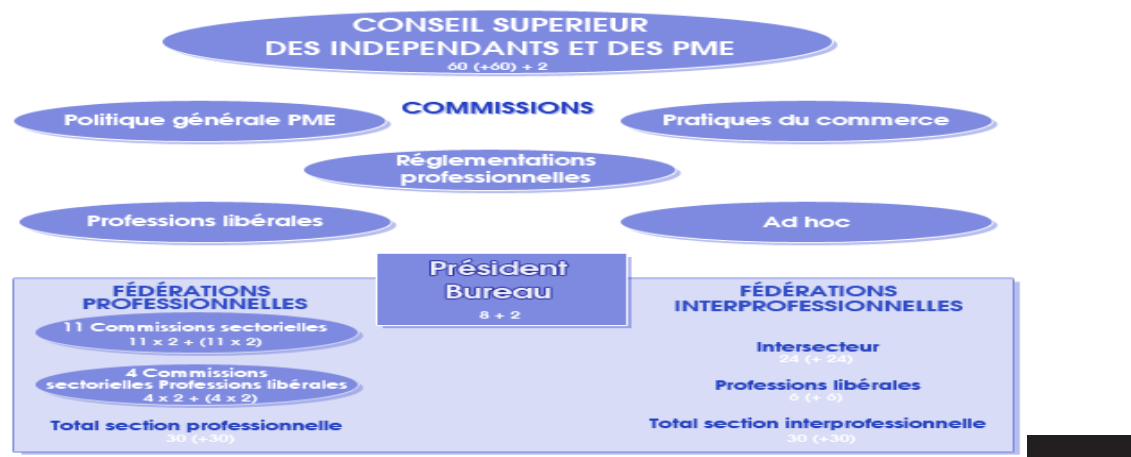 CONSEIL SUPERIEUR
DES INDEPENDANTS ET DES PME
60 (+60) + 2
COMMISSIONS
Politique générale PME
Pratiques du commerce
Réglementations
professionnelles
Professions libérales
Ad hoc
Président
Bureau
8 + 2
FÉDÉRATIONS
PROFESSIONNELLES
11 Commissions sectorielles
11 x 2 + (11 x 2)
4 Commissions
sectorielles Professions libérales
4 x 2 + (4 x 2)
Total section professionnelle
30 (+30)
FÉDÉRATIONS
INTERPROFESSIONNELLES
Intersecteur
24 (+ 24)
Professions libérales
6 (+ 6)
Total section interprofessionnelle
30 (+30)